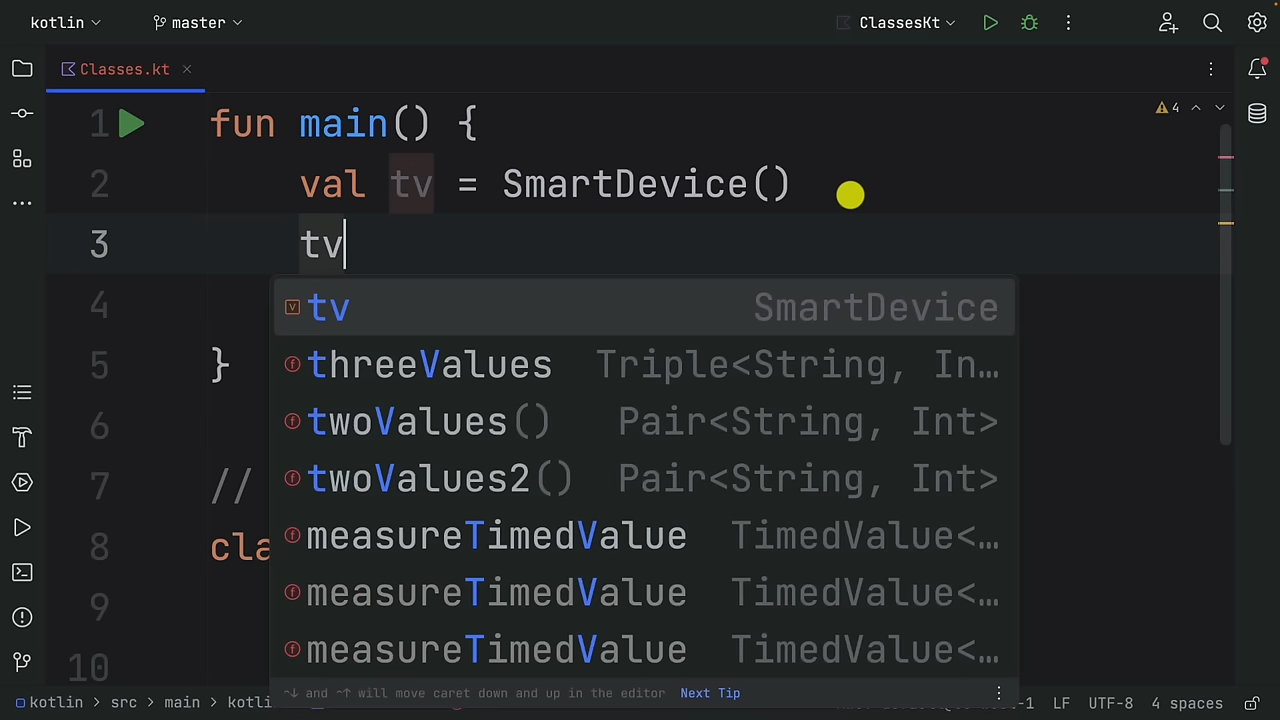 kotlin master ClassesKt
Classes.kt
4
1 fun main() {
2 val tv = SmartDevice()
3 tv
4
5 }
6
7 //
8 cla
9
10
tv SmartDevice
threeValues Triple<String, In…
twoValues() Pair<String, Int>
twoValues2() Pair<String, Int>
measureTimedValue TimedValue<…
measureTimedValue TimedValue<…
measureTimedValue TimedValue<…
and will move caret down and up in the editor Next Tip
kotlin > src > main > kotli LF UTF-8 4 spaces